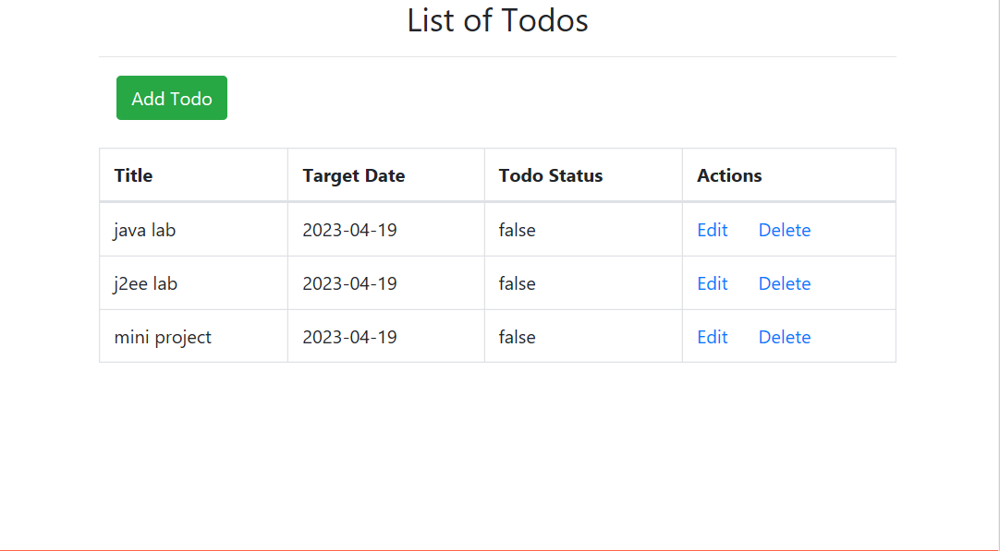 List of Todos
Add Todo
Title Target Date Todo Status Actions
java lab 2023-04-19 false Edit Delete
j2ee lab 2023-04-19 false Edit Delete
mini project 2023-04-19 false Edit Delete